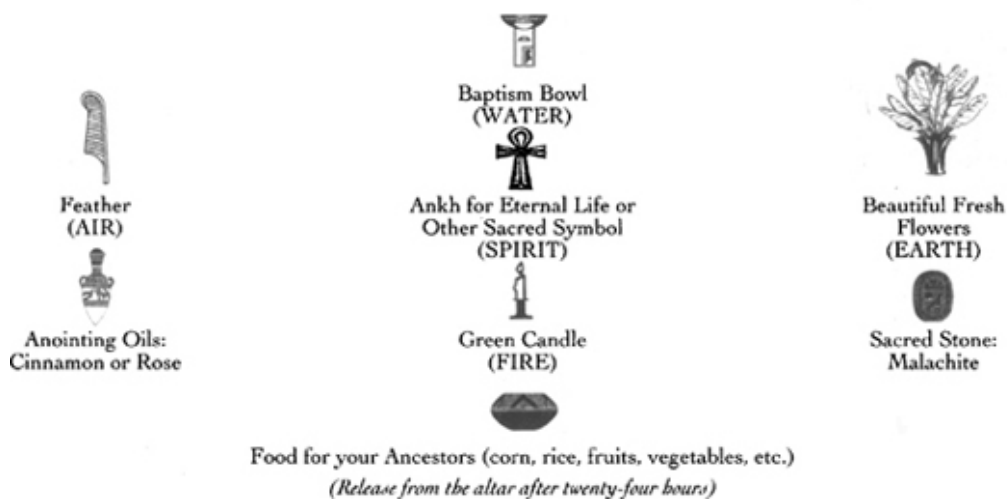 Baptism Bowl
(WATER)
Feather
(AIR)
Ankh for Eternal Life or
Other Sacred Symbol
(SPIRIT)
Beautiful Fresh
Flowers
(EARTH)
Anointing Oils:
Cinnamon or Rose
Green Candle
(FIRE)
Sacred Stone:
Malachite
Food for your Ancestors (corn, rice, fruits, vegetables, etc.)
(Release from the altar after twenty-four hours)